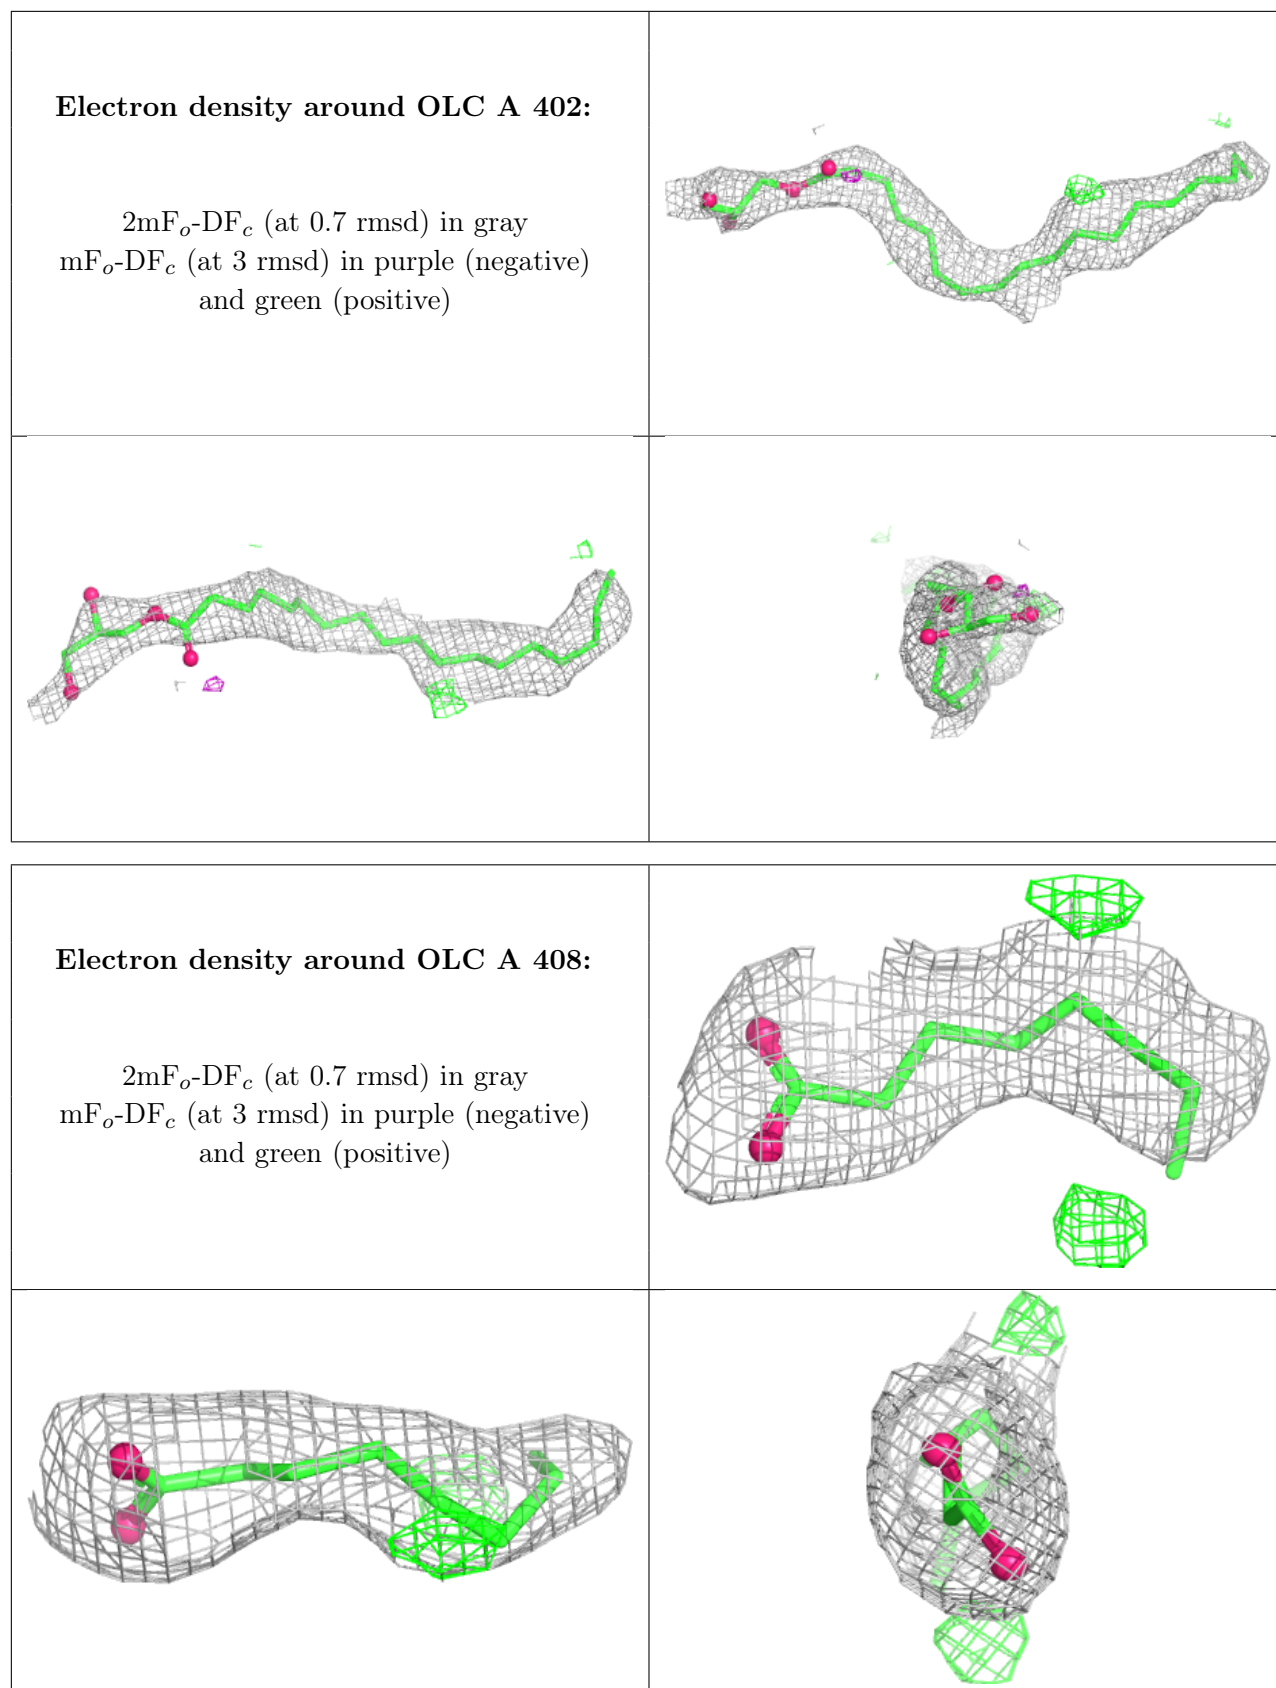 Electron density around OLC A 402:
2mFₒ-DF𝒸 (at 0.7 rmsd) in gray
mFₒ-DF𝒸 (at 3 rmsd) in purple (negative)
and green (positive)
Electron density around OLC A 408:
2mFₒ-DF𝒸 (at 0.7 rmsd) in gray
mFₒ-DF𝒸 (at 3 rmsd) in purple (negative)
and green (positive)